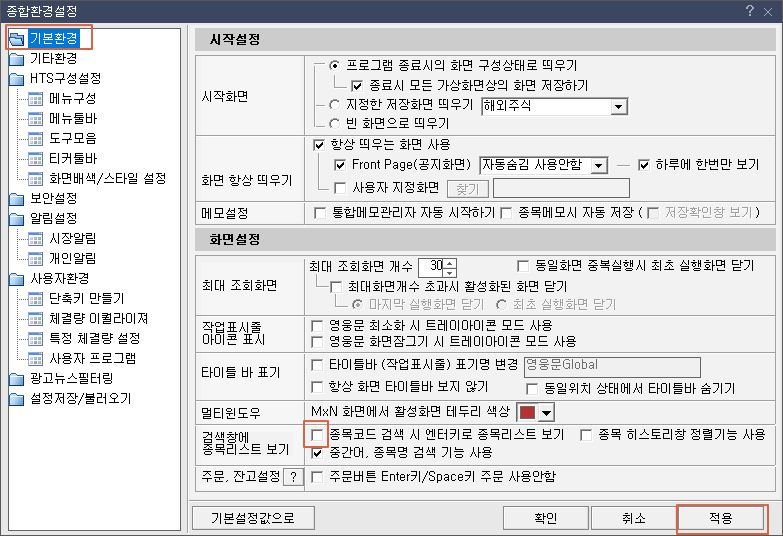 종합환경설정
기본환경
기타환경
HTS구성설정
메뉴구성
메뉴툴바
도구모음
티커툴바
화면배색/스타일 설정
보안설정
알림설정
시장알림
개인알림
사용자환경
단축키 만들기
체결량 이퀄라이져
특정 체결량 설정
사용자 프로그램
광고뉴스필터링
설정저장/불러오기
시작설정
시작화면
프로그램 종료시의 화면 구성상태로 띄우기
종료시 모든 가상화면상의 화면 저장하기
지정한 저장화면 띄우기 해외주식
빈 화면으로 띄우기
화면 항상 띄우기
항상 띄우는 화면 사용
Front Page(공지화면) 자동숨김 사용안함 하루에 한번만 보기
사용자 지정화면 찾기
메모설정 통합메모관리자 자동 시작하기 종목메모시 자동 저장 ( 저장확인창 보기 )
화면설정
최대 조회화면
최대 조회화면 개수 30 동일화면 중복실행시 최초 실행화면 닫기
최대화면개수 초과시 활성화된 화면 닫기
마지막 실행화면 닫기 최초 실행화면 닫기
작업표시줄
아이콘 표시
영웅문 최소화 시 트레이아이콘 모드 사용
영웅문 화면잠그기 시 트레이아이콘 모드 사용
타이틀 바 표기
타이틀바 (작업표시줄) 표기명 변경 영웅문Global
항상 화면 타이틀바 보지 않기 동일위치 상태에서 타이틀바 숨기기
멀티윈도우 MxN 화면에서 활성화면 테두리 색상
검색창에
종목리스트 보기
종목코드 검색 시 엔터키로 종목리스트 보기 종목 히스토리창 정렬기능 사용
중간어, 종목명 검색 기능 사용
주문, 잔고설정 ? 주문버튼 Enter키/Space키 주문 사용안함
기본설정값으로 확인 취소 적용